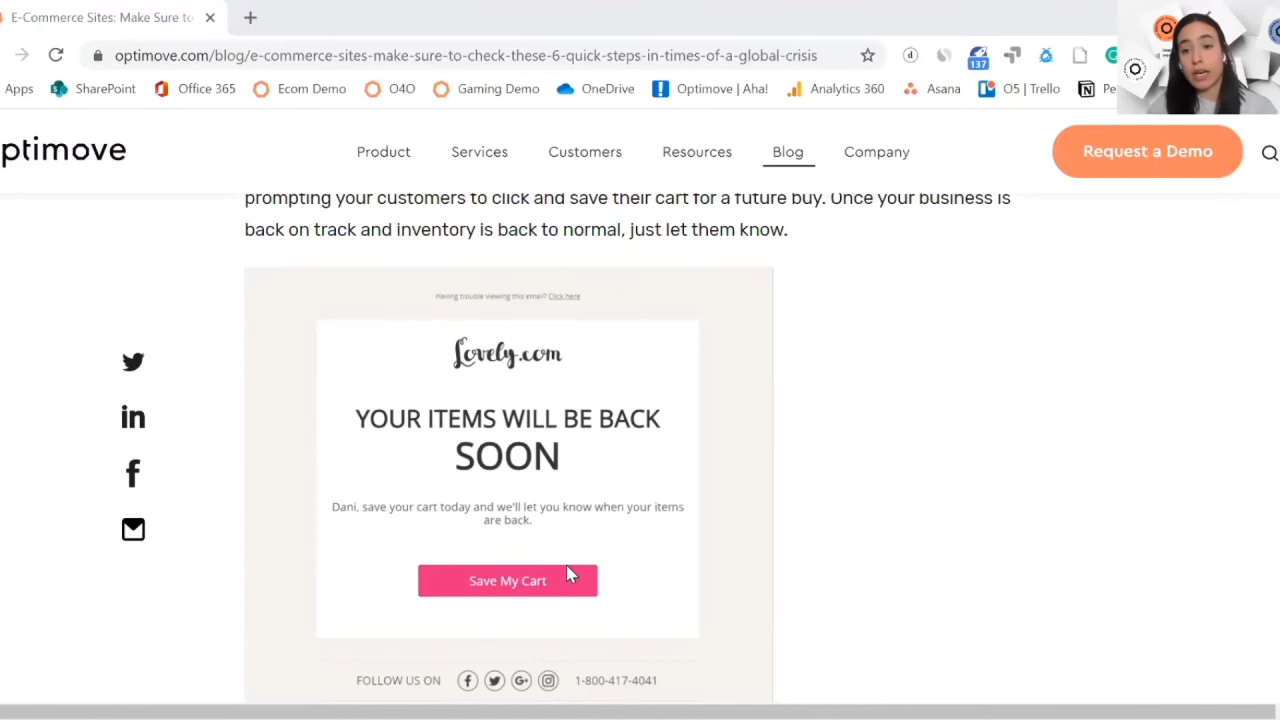 E-Commerce Sites: Make Sure to
optimove.com/blog/e-commerce-sites-make-sure-to-check-these-6-quick-steps-in-times-of-a-global-crisis
137
Apps SharePoint Office 365 Ecom Demo O4O Gaming Demo OneDrive Optimove | Aha! Analytics 360 Asana O5 | Trello Pe
ptimove Product Services Customers Resources Blog Company Request a Demo
prompting your customers to click and save their cart for a future buy. Once your business is
back on track and inventory is back to normal, just let them know.
Having trouble viewing this email? Click here
Lovely.com
YOUR ITEMS WILL BE BACK
SOON
Dani, save your cart today and we'll let you know when your items
are back.
Save My Cart
FOLLOW US ON 1-800-417-4041